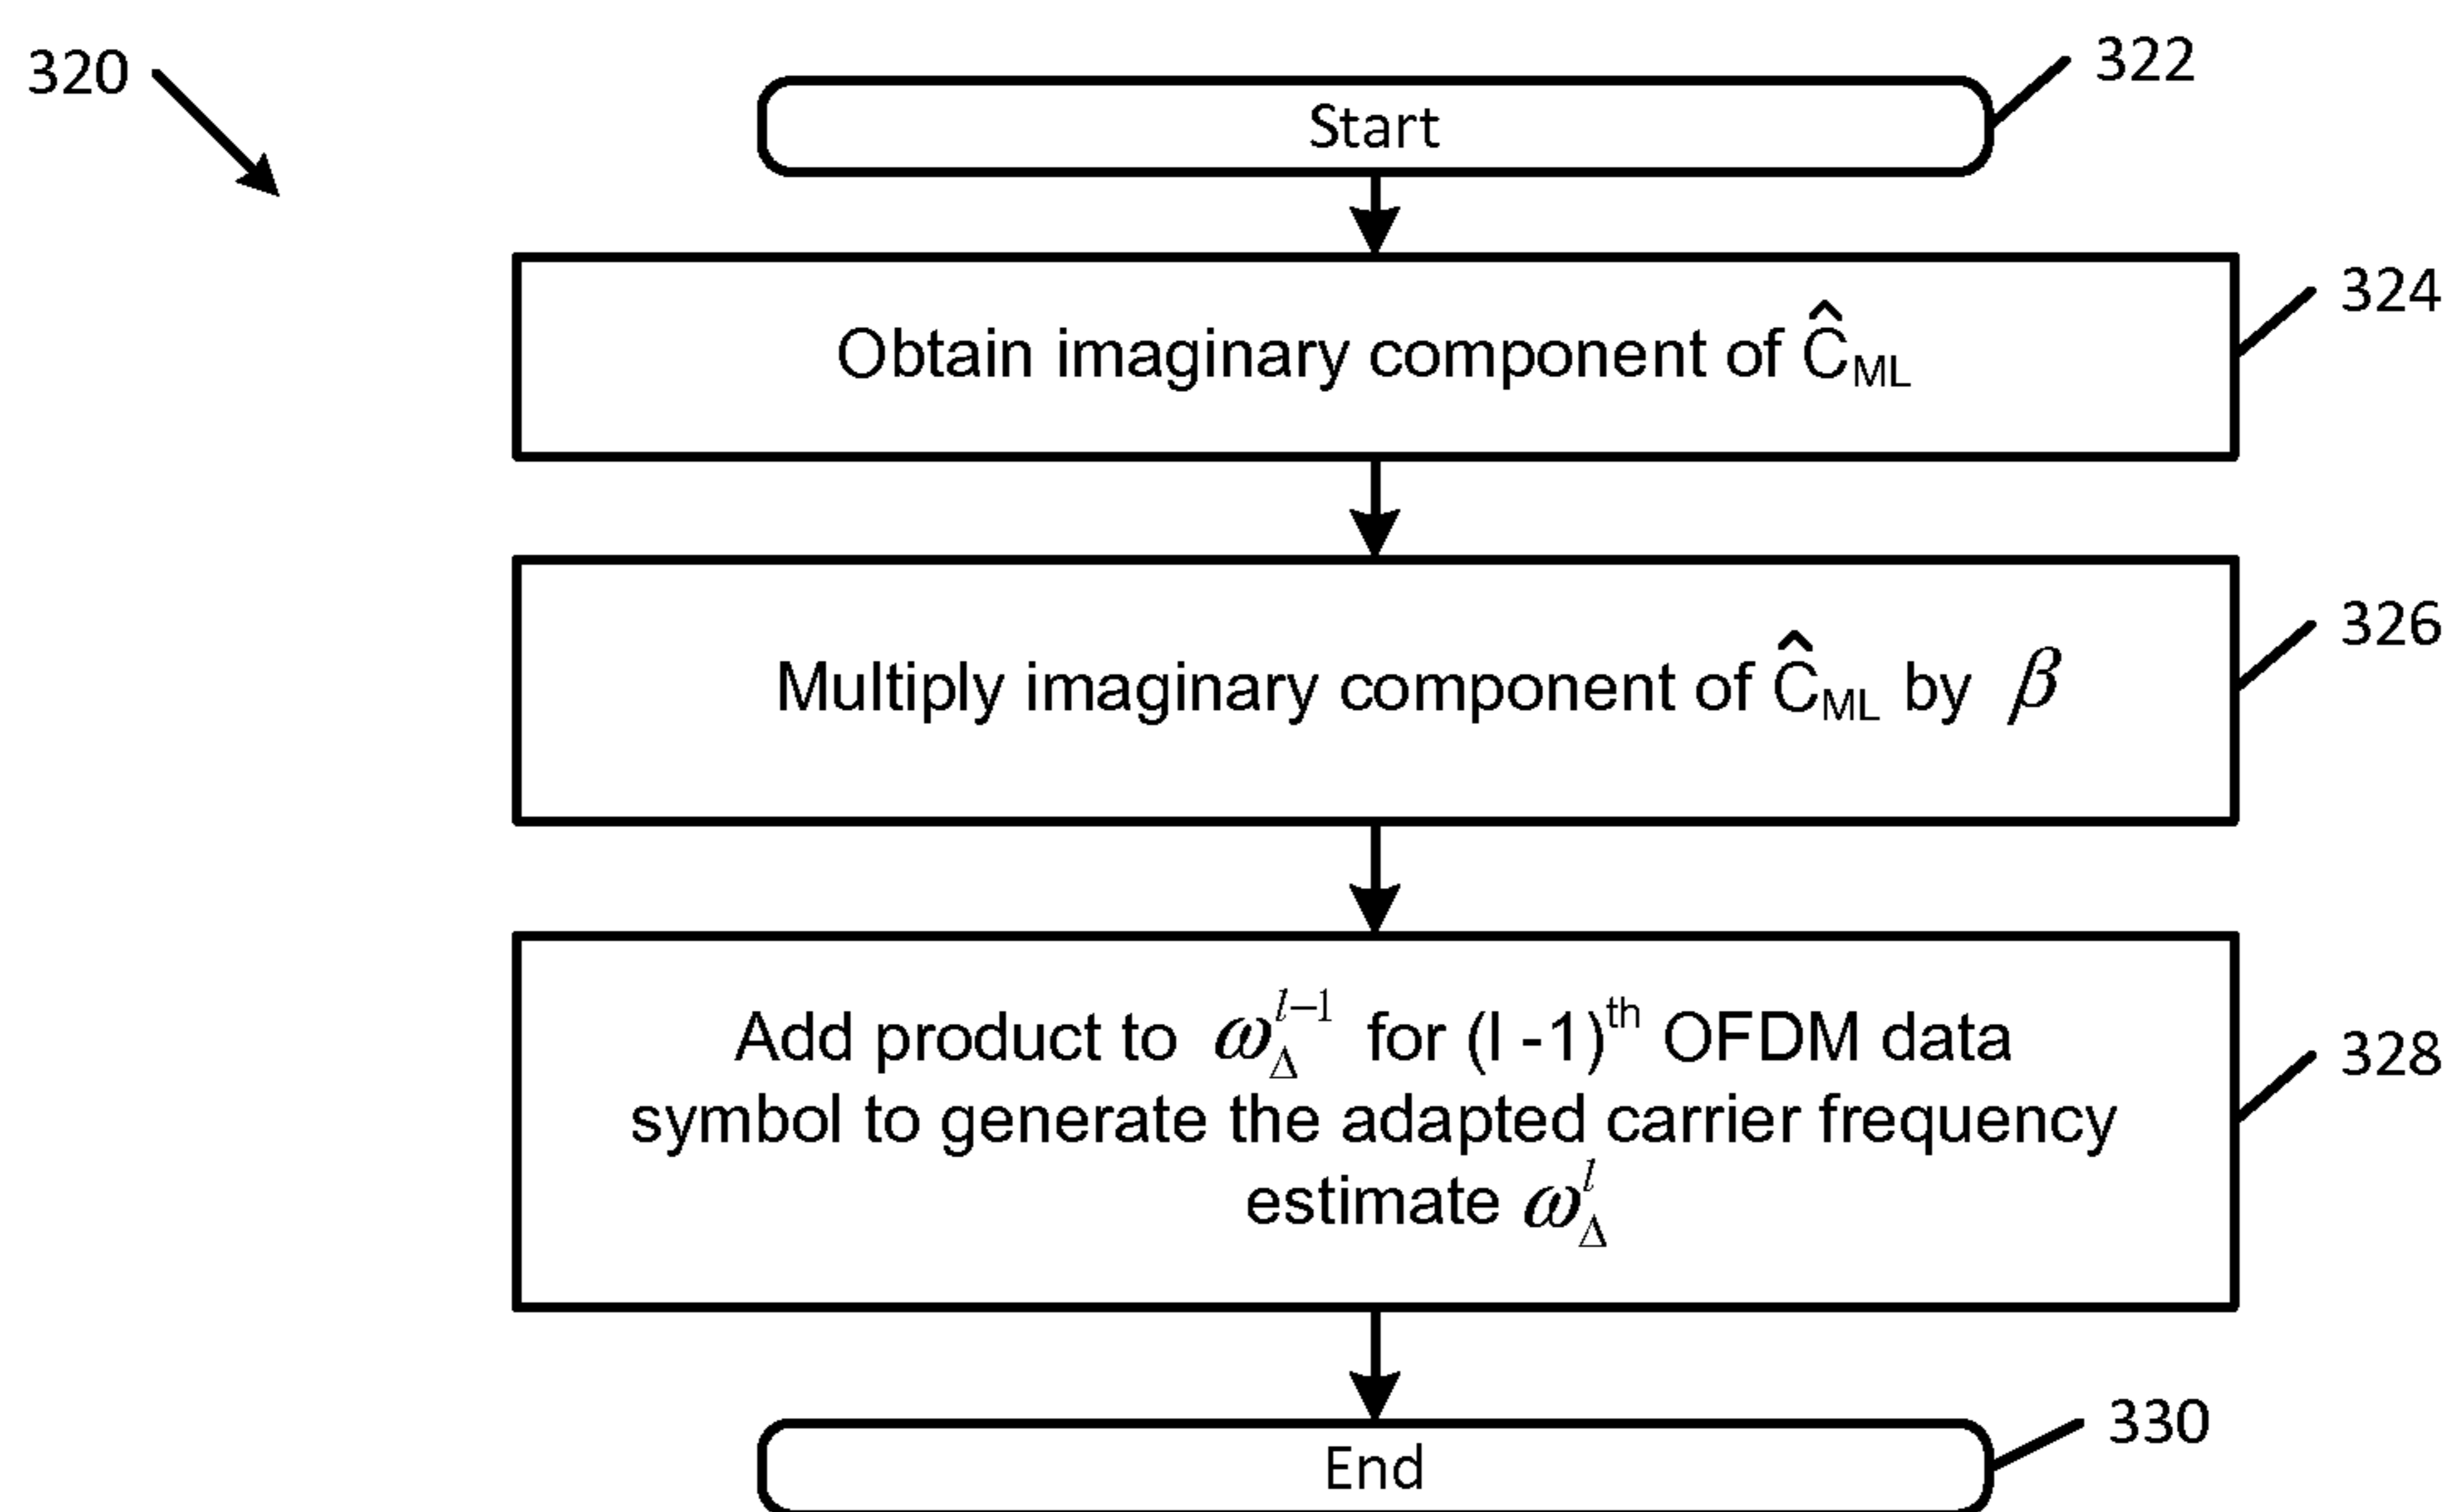 320
322
Start
324
Obtain imaginary component of Ĉ_ML
326
Multiply imaginary component of Ĉ_ML by β
328
Add product to ω_Δ^{l−1} for (l -1)^th OFDM data
symbol to generate the adapted carrier frequency
estimate ω_Δ^l
330
End